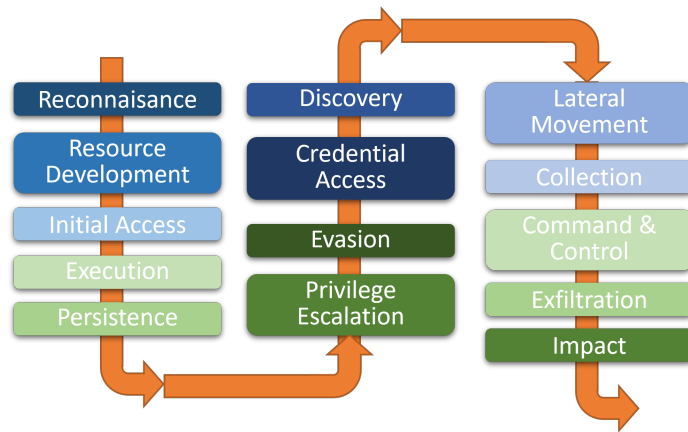 Reconnaisance
Resource
Development
Initial Access
Execution
Persistence
Discovery
Credential
Access
Evasion
Privilege
Escalation
Lateral
Movement
Collection
Command &
Control
Exfiltration
Impact